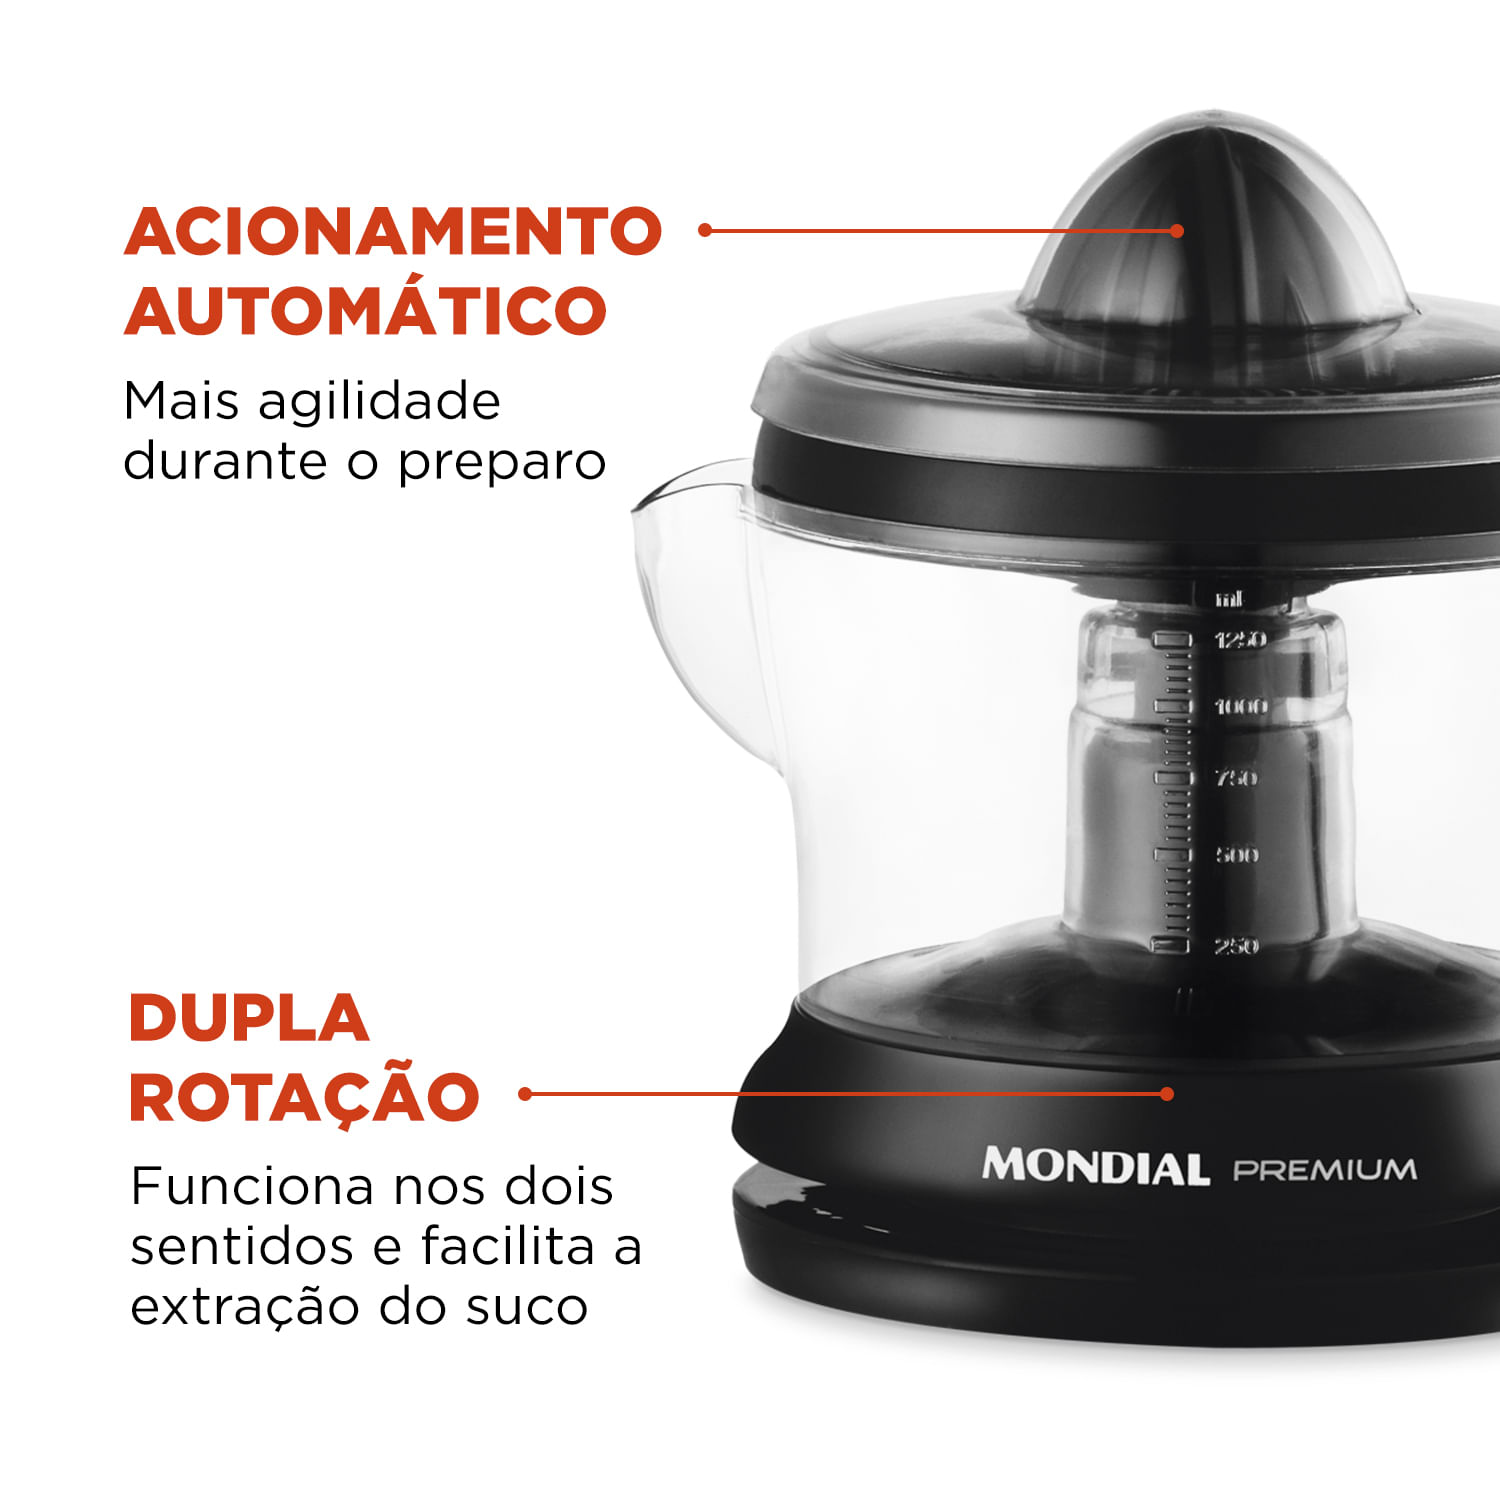 ACIONAMENTO
AUTOMÁTICO
Mais agilidade
durante o preparo
ml
1250
1000
750
500
250
DUPLA
ROTAÇÃO
Funciona nos dois
sentidos e facilita a
extração do suco
MONDIAL PREMIUM